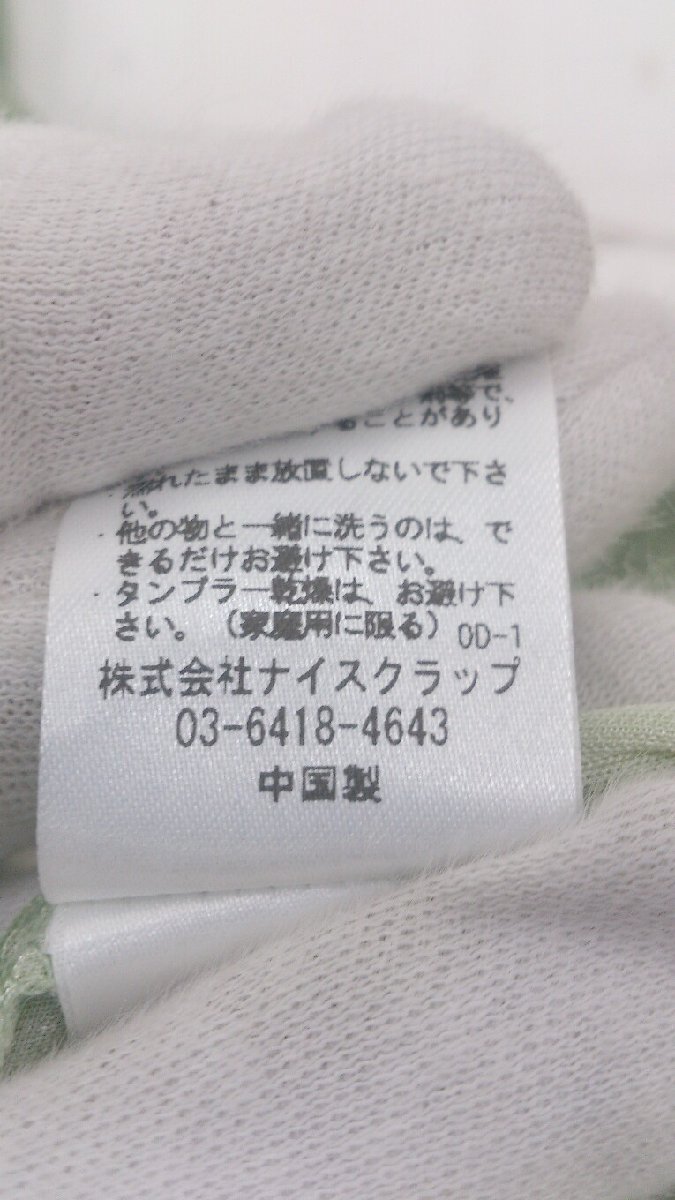 で、
ることがあり
れたまま放置しないで下さ
い。
・他の物と一緒に洗うのは、で
きるだけお避け下さい。
・タンブラー乾燥は、お避け下
さい。（家庭用に限る）OD-1
株式会社ナイスクラップ
03-6418-4643
中国製